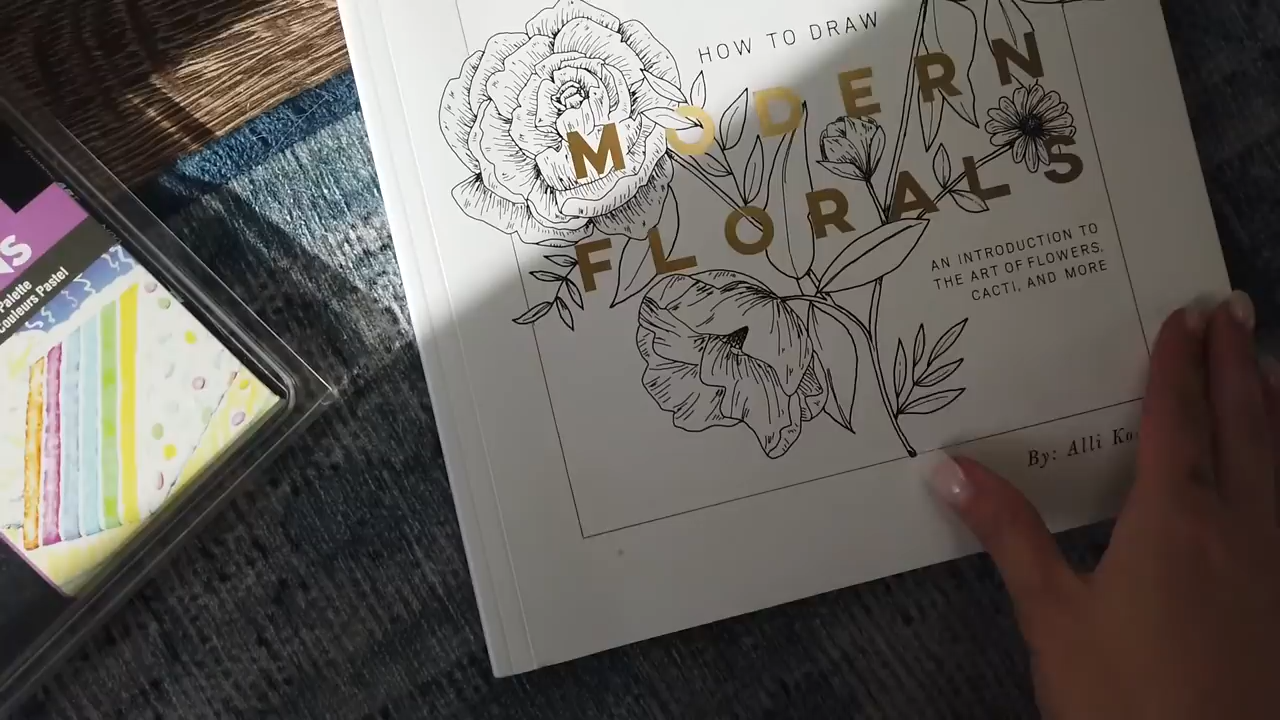 HOW TO DRAW
MODERN
FLORALS
AN INTRODUCTION TO
THE ART OF FLOWERS,
CACTI, AND MORE
By: Alli
Palette
Couleurs Pastel